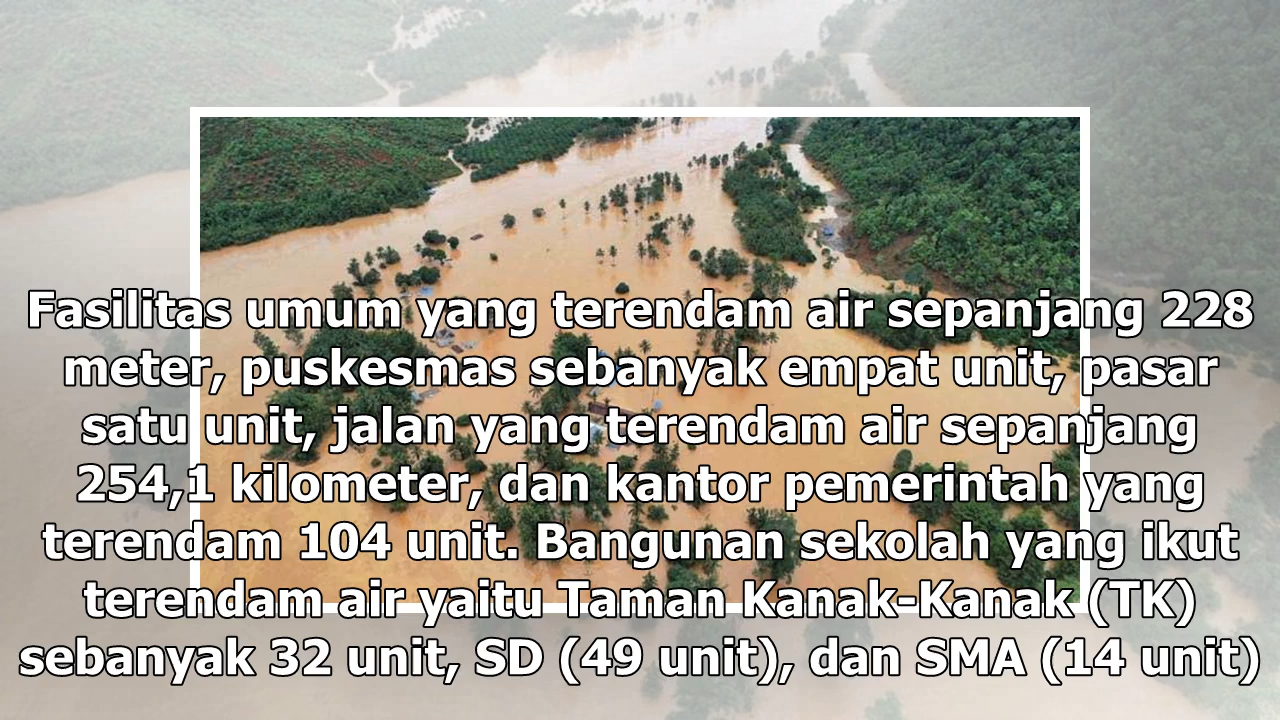 Fasilitas umum yang terendam air sepanjang 228
meter, puskesmas sebanyak empat unit, pasar
satu unit, jalan yang terendam air sepanjang
254,1 kilometer, dan kantor pemerintah yang
terendam 104 unit. Bangunan sekolah yang ikut
terendam air yaitu Taman Kanak-Kanak (TK)
sebanyak 32 unit, SD (49 unit), dan SMA (14 unit)